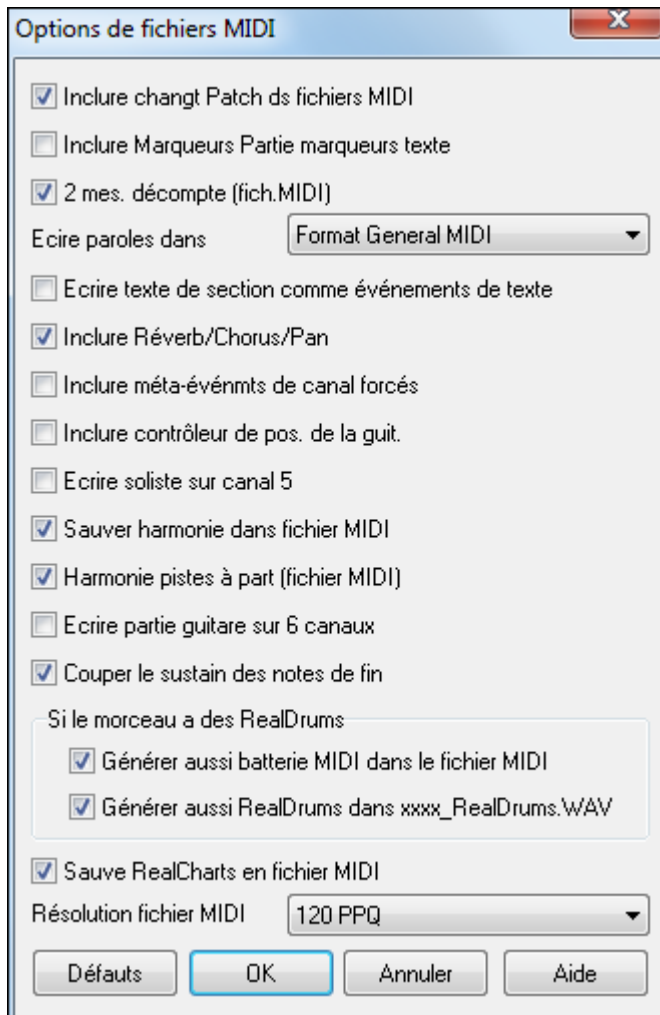 Options de fichiers MIDI
Inclure changt Patch ds fichiers MIDI
Inclure Marqueurs Partie marqueurs texte
2 mes. décompte (fich.MIDI)
Ecire paroles dans Format General MIDI
Ecrire texte de section comme événements de texte
Inclure Réverb/Chorus/Pan
Inclure méta-événmts de canal forcés
Inclure contrôleur de pos. de la guit.
Ecrire soliste sur canal 5
Sauver harmonie dans fichier MIDI
Harmonie pistes à part (fichier MIDI)
Ecrire partie guitare sur 6 canaux
Couper le sustain des notes de fin
Si le morceau a des RealDrums
Générer aussi batterie MIDI dans le fichier MIDI
Générer aussi RealDrums dans xxxx_RealDrums.WAV
Sauve RealCharts en fichier MIDI
Résolution fichier MIDI 120 PPQ
Défauts OK Annuler Aide